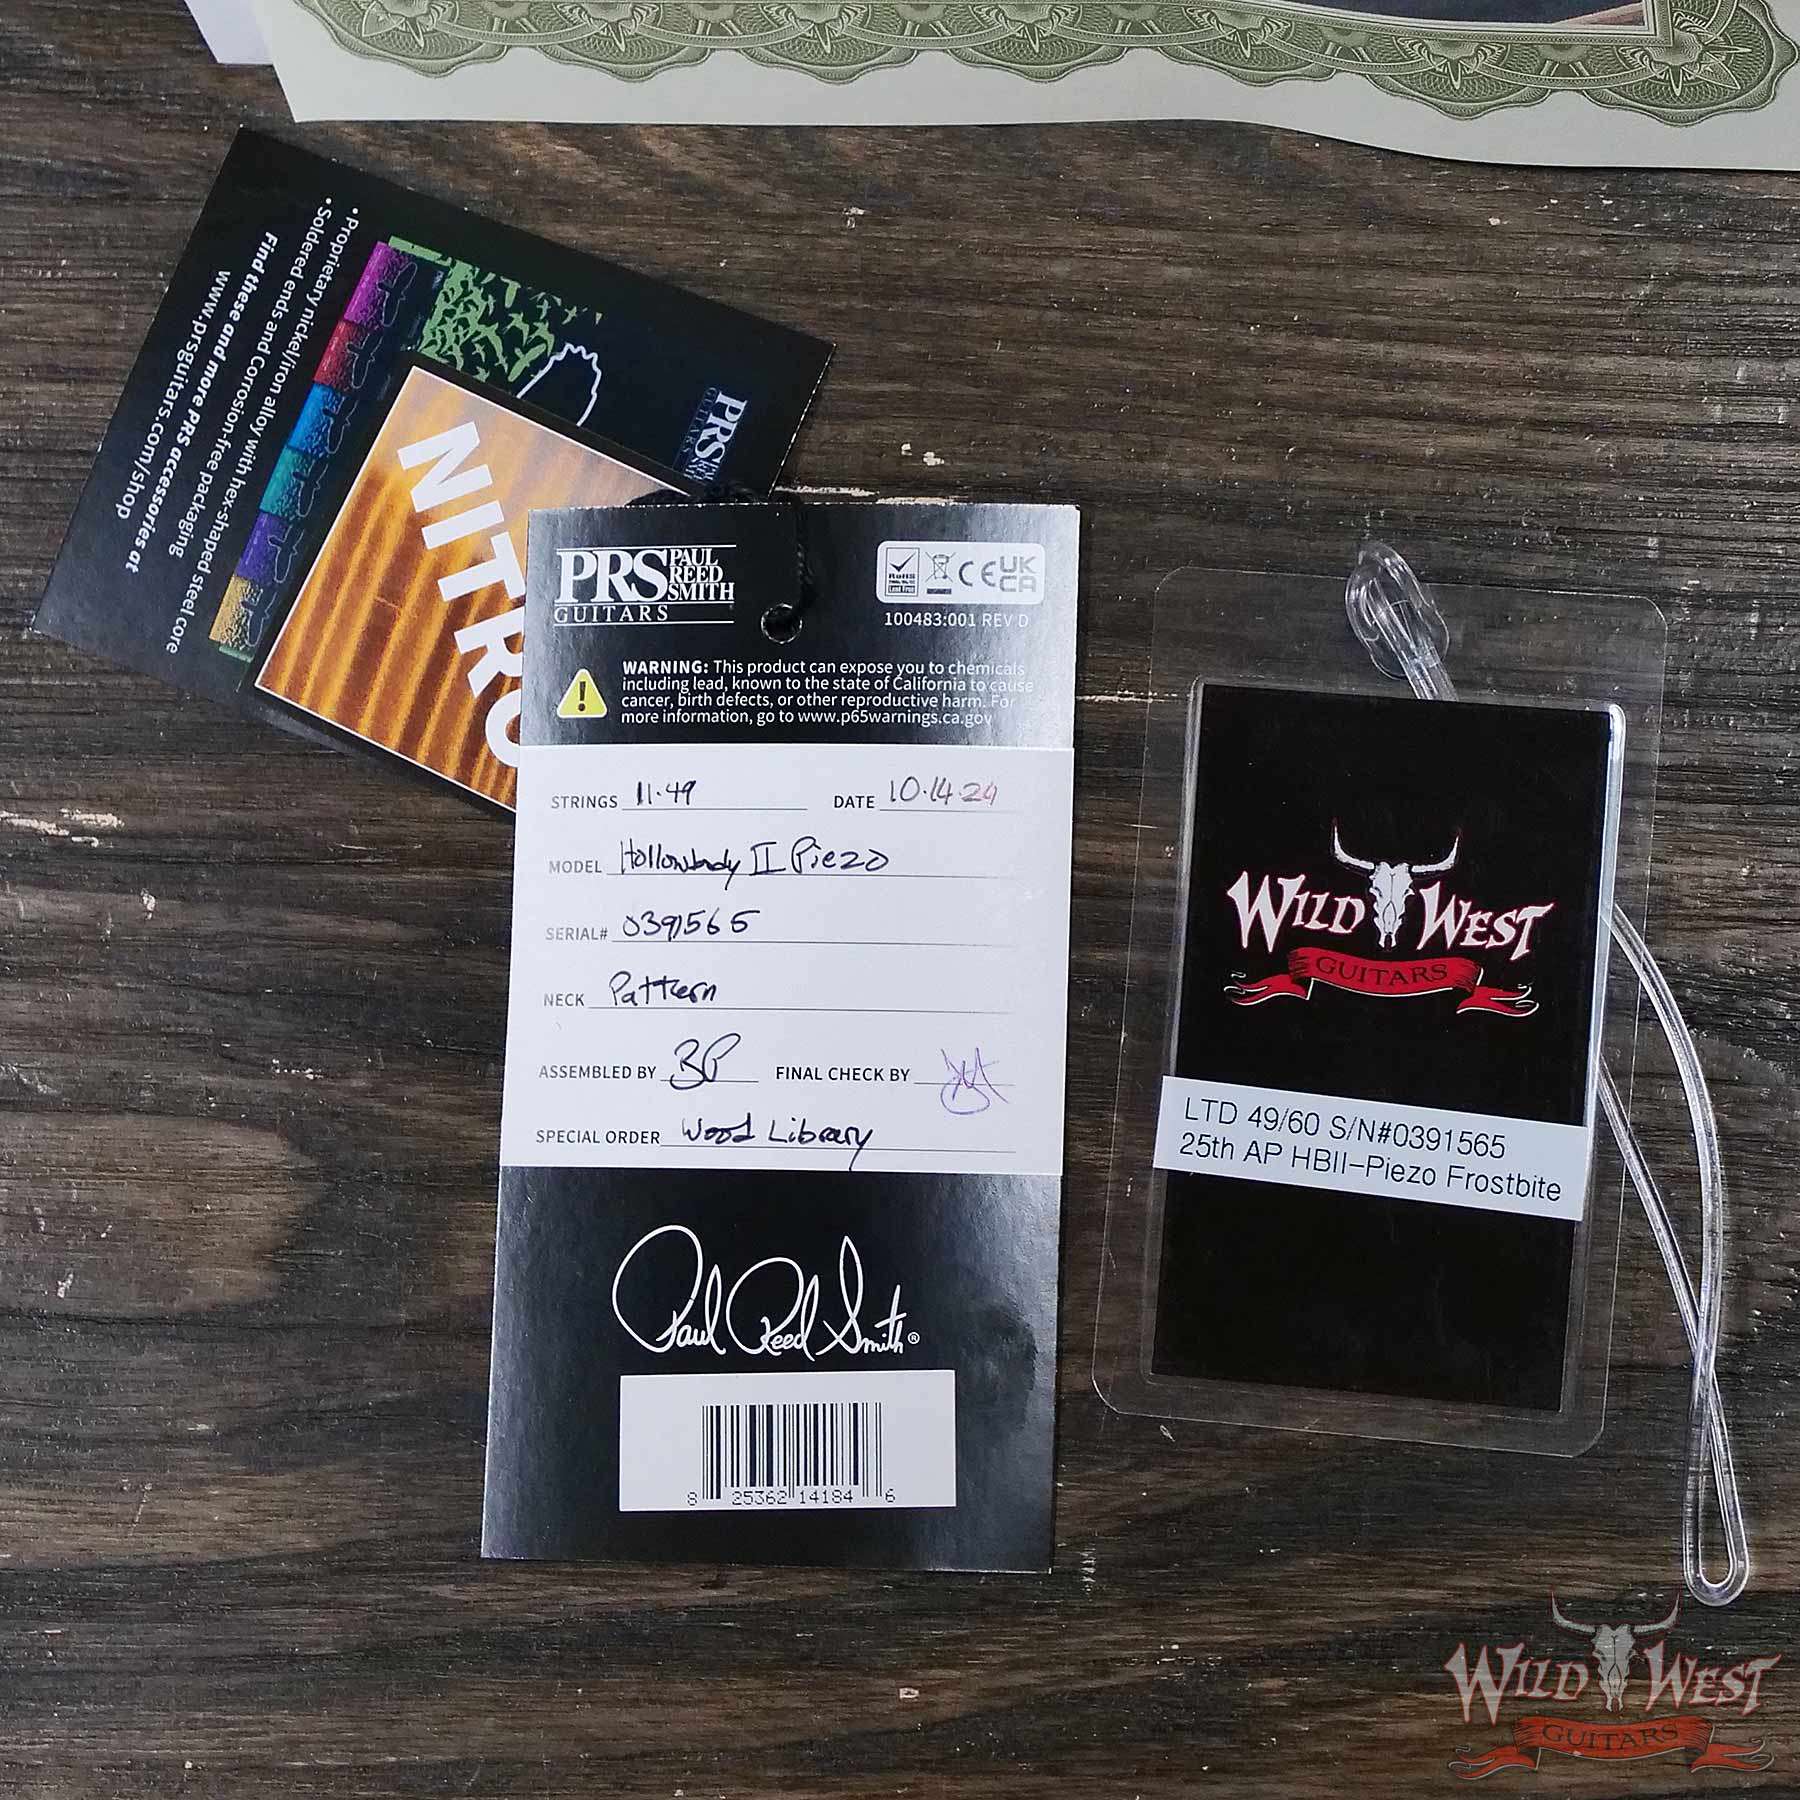 • Proprietary nickel/iron alloy with hex-shaped steel core
• Soldered ends and Corrosion-free packaging
Find these and more PRS accessories at
www.prsguitars.com/shop
PRS
NITRO
PRS PAUL
REED
SMITH
GUITARS
RoHS
Lead Free
CE UK
CA
100483:001 REV D
WARNING: This product can expose you to chemicals
including lead, known to the state of California to cause
cancer, birth defects, or other reproductive harm. For
more information, go to www.p65warnings.ca.gov
STRINGS 11-49 DATE 10-14-24
MODEL Hollowbody II Piezo
SERIAL# 0391565
NECK Pattern
ASSEMBLED BY BP FINAL CHECK BY
SPECIAL ORDER Wood Library
Paul Reed Smith®
8 25362 14184 6
WILD WEST
GUITARS
LTD 49/60 S/N#0391565
25th AP HBII-Piezo Frostbite
WILD WEST
GUITARS